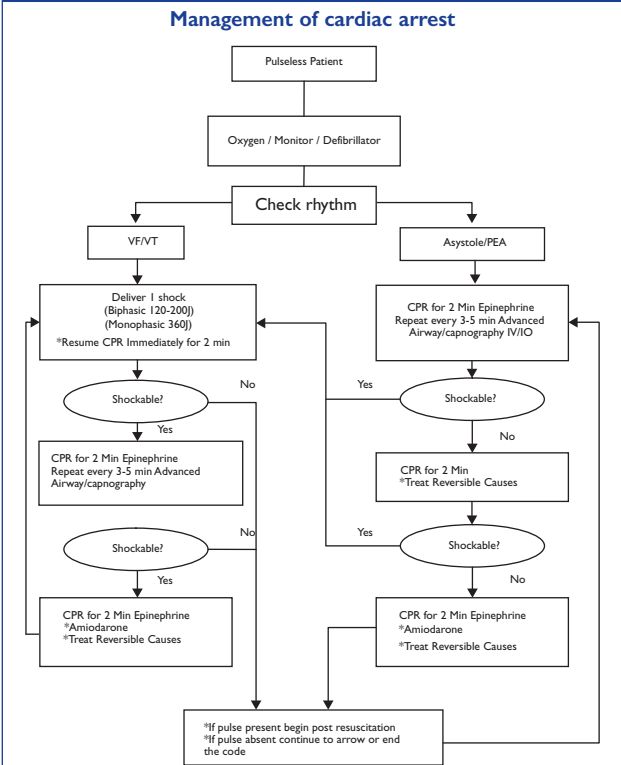 Management of cardiac arrest
Pulseless Patient
Oxygen / Monitor / Defibrillator
Check rhythm
VF/VT
Asystole/PEA
Deliver 1 shock
(Biphasic 120-200J)
(Monophasic 360J)
*Resume CPR Immediately for 2 min
CPR for 2 Min Epinephrine
Repeat every 3-5 min Advanced
Airway/capnography IV/IO
No
Yes
Shockable?
Shockable?
Yes
No
CPR for 2 Min Epinephrine
Repeat every 3-5 min Advanced
Airway/capnography
CPR for 2 Min
*Treat Reversible Causes
No
Yes
Shockable?
Shockable?
Yes
No
CPR for 2 Min Epinephrine
*Amiodarone
*Treat Reversible Causes
CPR for 2 Min Epinephrine
*Amiodarone
*Treat Reversible Causes
*If pulse present begin post resuscitation
*If pulse absent continue to arrow or end
the code